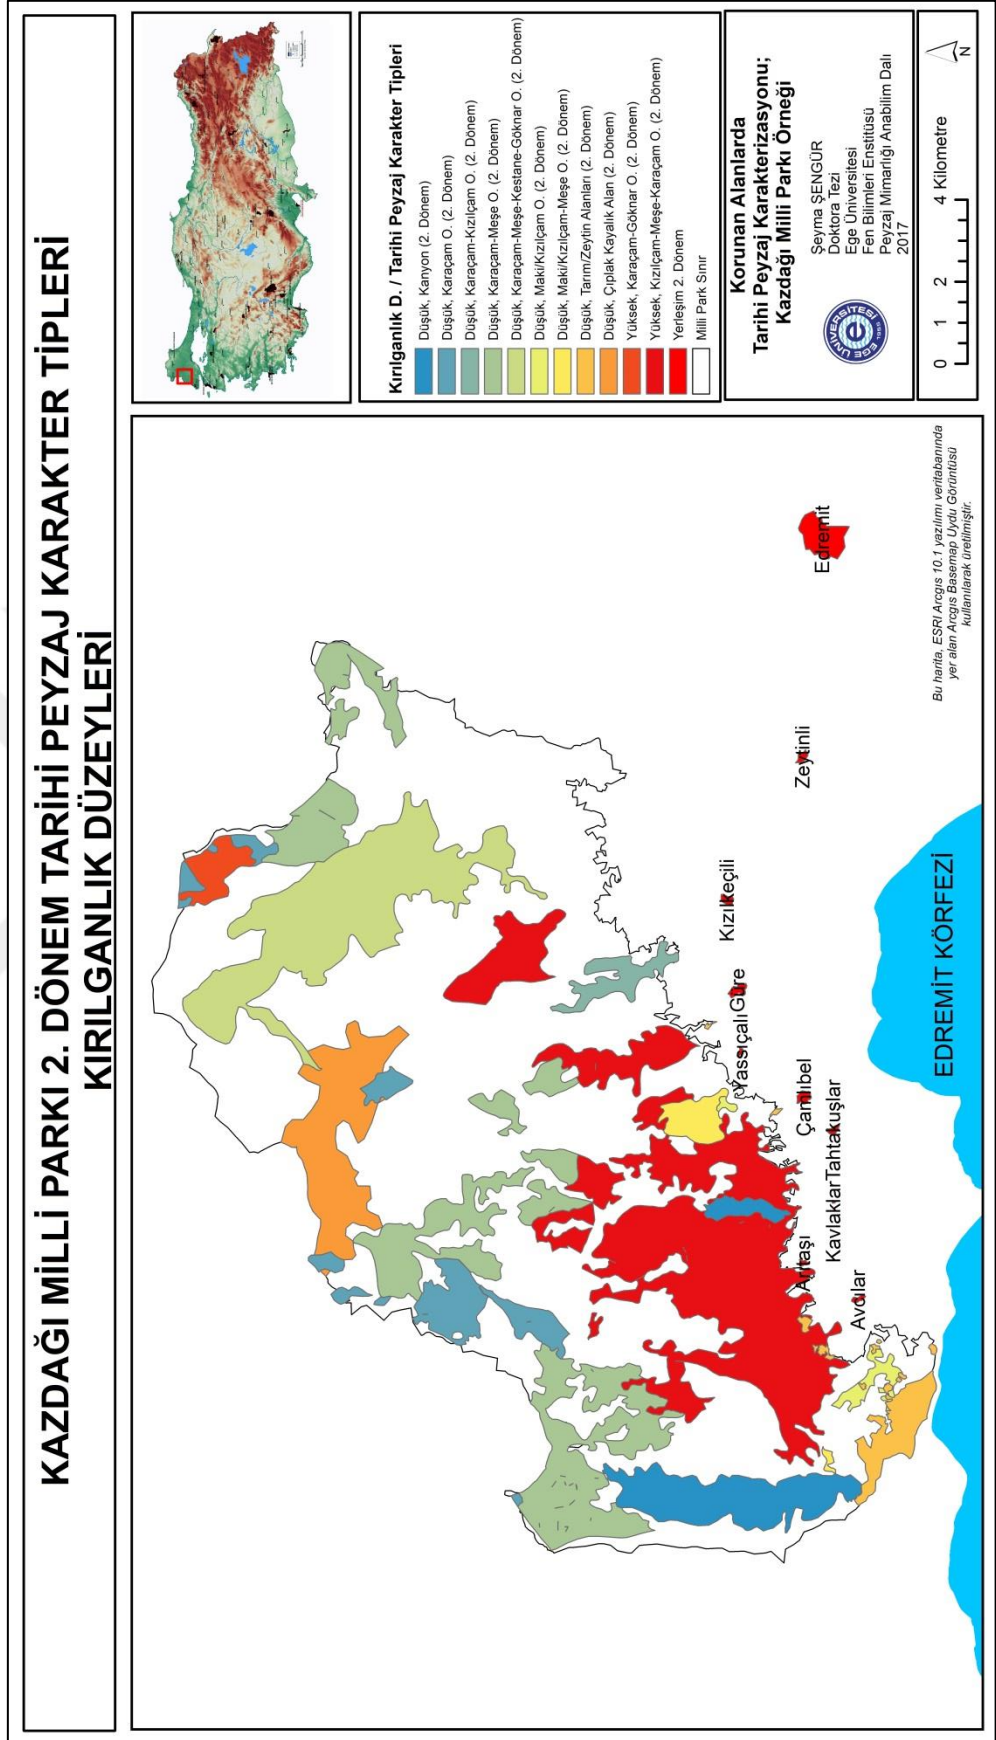 KAZDAĞI MİLLİ PARKI 2. DÖNEM TARİHİ PEYZAJ KARAKTER TİPLERİ
KIRILGANLIK DÜZEYLERİ
Edremit
Zeytinli
Kızılkeçili
Güre
Yassıçalı
Çamlıbel
Tahtakuşlar
Kavlaklar
Arıtaşı
Avcılar
EDREMİT KÖRFEZİ
Bu harita, ESRI Arcgis 10.1 yazılımı veritabanında
yer alan Arcgis Basemap Uydu Görüntüsü
kullanılarak üretilmiştir.
Kırılganlık D. / Tarihi Peyzaj Karakter Tipleri
Düşük, Kanyon (2. Dönem)
Düşük, Karaçam O. (2. Dönem)
Düşük, Karaçam-Kızılçam O. (2. Dönem)
Düşük, Karaçam-Meşe O. (2. Dönem)
Düşük, Karaçam-Meşe-Kestane-Göknar O. (2. Dönem)
Düşük, Maki/Kızılçam O. (2. Dönem)
Düşük, Maki/Kızılçam-Meşe O. (2. Dönem)
Düşük, Tarım/Zeytin Alanları (2. Dönem)
Düşük, Çıplak Kayalık Alan (2. Dönem)
Yüksek, Karaçam-Göknar O. (2. Dönem)
Yüksek, Kızılçam-Meşe-Karaçam O. (2. Dönem)
Yerleşim 2. Dönem
Milli Park Sınır
Korunan Alanlarda
Tarihi Peyzaj Karakterizasyonu;
Kazdağı Milli Parkı Örneği
EGE ÜNİVERSİTESİ
1955
Şeyma ŞENGÜR
Doktora Tezi
Ege Üniversitesi
Fen Bilimleri Enstitüsü
Peyzaj Mimarlığı Anabilim Dalı
2017
0 1 2 4 Kilometre
N